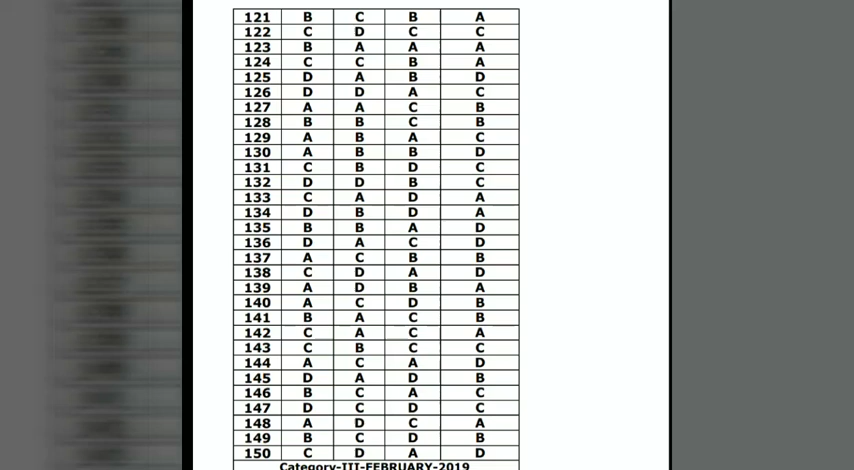 121 B C B A
122 C D C C
123 B A A A
124 C C B A
125 D A B D
126 D D A C
127 A A C B
128 B B C B
129 A B A C
130 A B B D
131 C B D C
132 D D B C
133 C A D A
134 D B D A
135 B B A D
136 D A C D
137 A C B B
138 C D A D
139 A D B A
140 A C D B
141 B A C B
142 C A C A
143 C B C C
144 A C A D
145 D A D B
146 B C A C
147 D C D C
148 A D C A
149 B C D B
150 C D A D
Category-III-FEBRUARY-2019